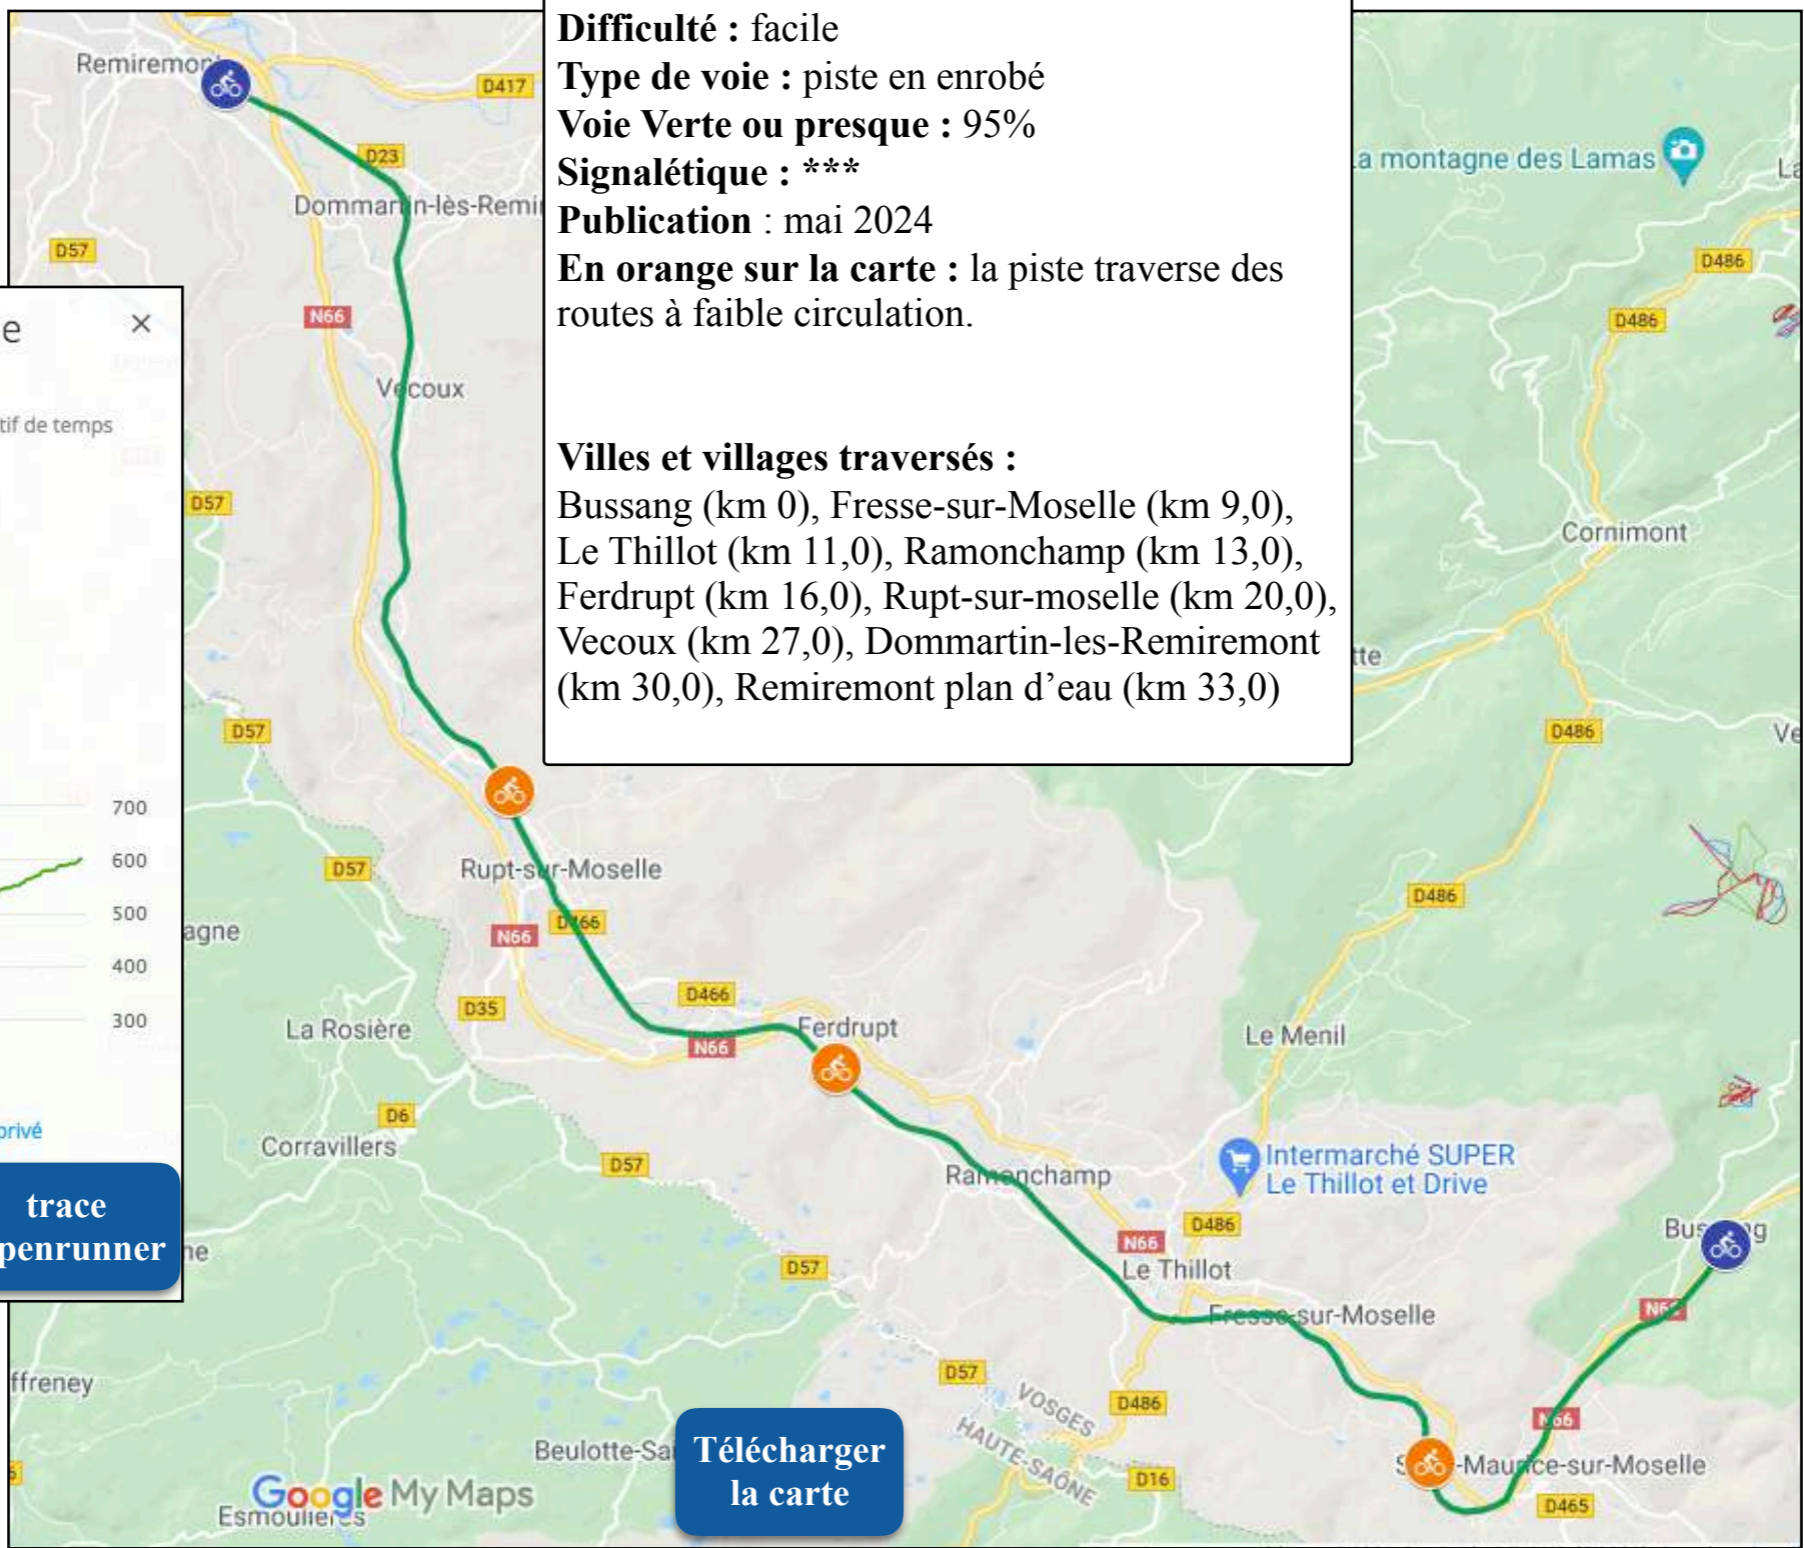 Difficulté : facile
Type de voie : piste en enrobé
Voie Verte ou presque : 95%
Signalétique : ***
Publication : mai 2024
En orange sur la carte : la piste traverse des
routes à faible circulation.
Villes et villages traversés :
Bussang (km 0), Fresse-sur-Moselle (km 9,0),
Le Thillot (km 11,0), Ramonchamp (km 13,0),
Ferdrupt (km 16,0), Rupt-sur-moselle (km 20,0),
Vecoux (km 27,0), Dommartin-les-Remiremont
(km 30,0), Remiremont plan d’eau (km 33,0)
Remiremon
D417
D23
Dommartin-lès-Remi
D57
N66
Vecoux
D57
D57
D57
Rupt-sur-Moselle
D466
N66
agne
D35
D466
La Rosière
N66
Ferdrupt
D6
Corravillers
D57
Ramonchamp
D57
N66
Le Thillot
Fresse-sur-Moselle
D486
Intermarché SUPER
Le Thillot et Drive
Le Menil
D486
D486
D486
D486
Cornimont
tte
Ve
La
a montagne des Lamas
Bussang
N66
N66
-Maurice-sur-Moselle
D465
D16
D486
D57
VOSGES
HAUTE-SAÔNE
Beulotte-Sai
Esmoulières
ffreney
ne
Google My Maps
Télécharger
la carte
e
×
tif de temps
700
600
500
400
300
privé
trace
penrunner